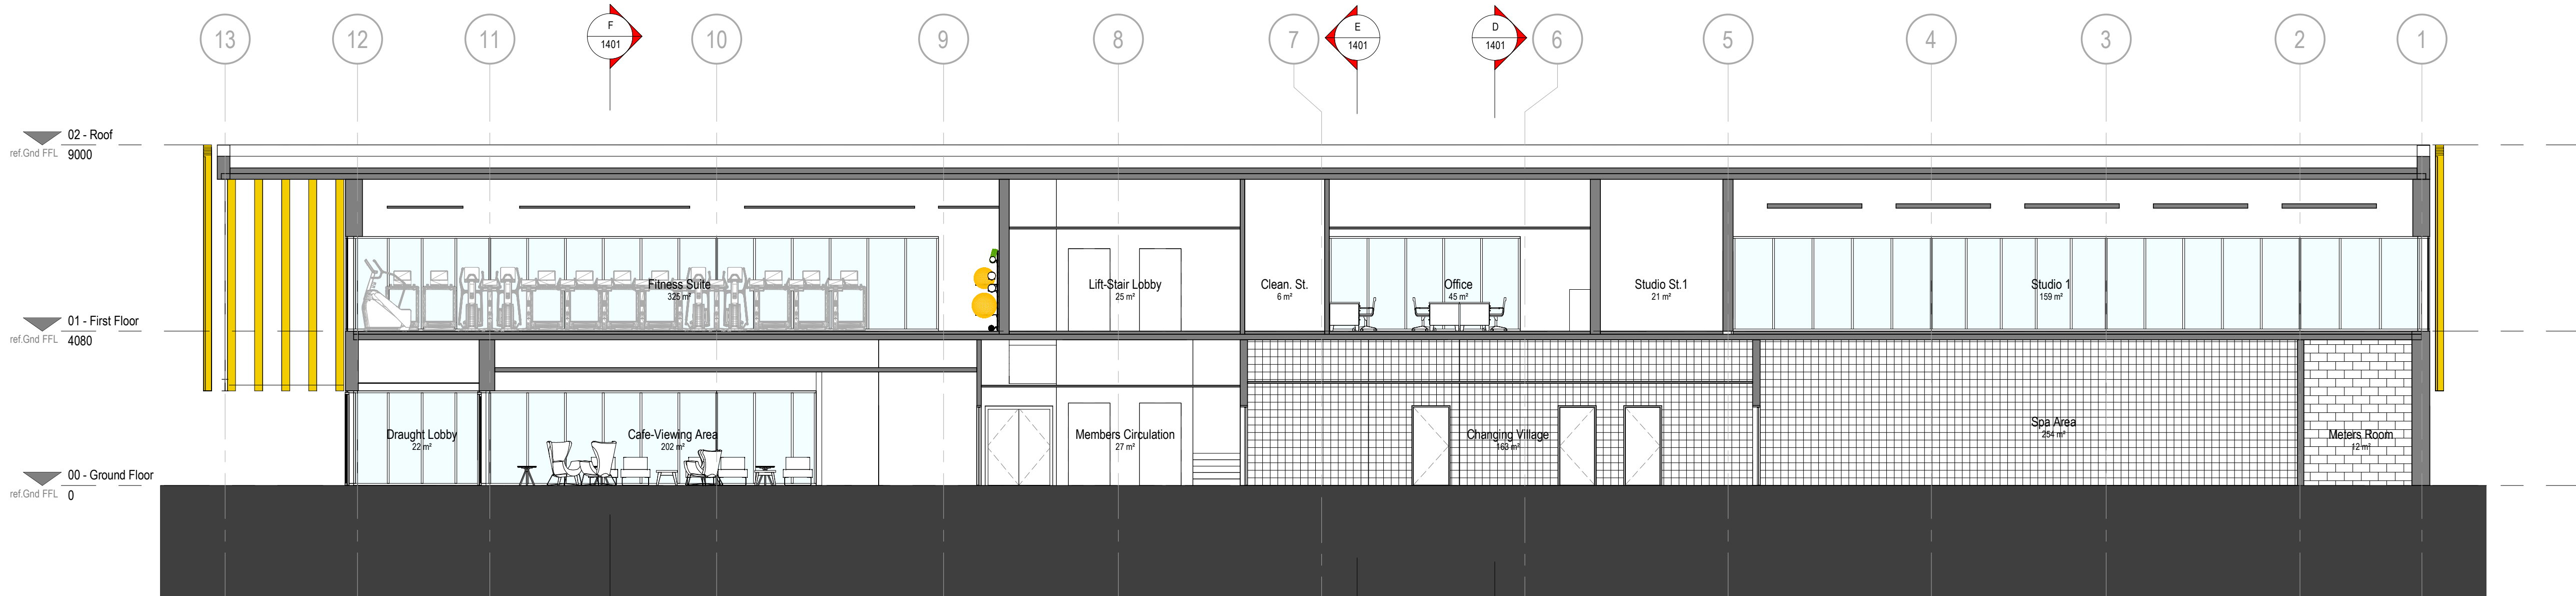 13
12
11
F
1401
10
9
8
7
E
1401
D
1401
6
5
4
3
2
1
02 - Roof
ref.Gnd FFL 9000
Fitness Suite
325 m²
Lift-Stair Lobby
25 m²
Clean. St.
6 m²
Office
45 m²
Studio St.1
21 m²
Studio 1
159 m²
01 - First Floor
ref.Gnd FFL 4080
Draught Lobby
22 m²
Cafe-Viewing Area
202 m²
Members Circulation
27 m²
Changing Village
163 m²
Spa Area
254 m²
Meters Room
12 m²
00 - Ground Floor
ref.Gnd FFL 0